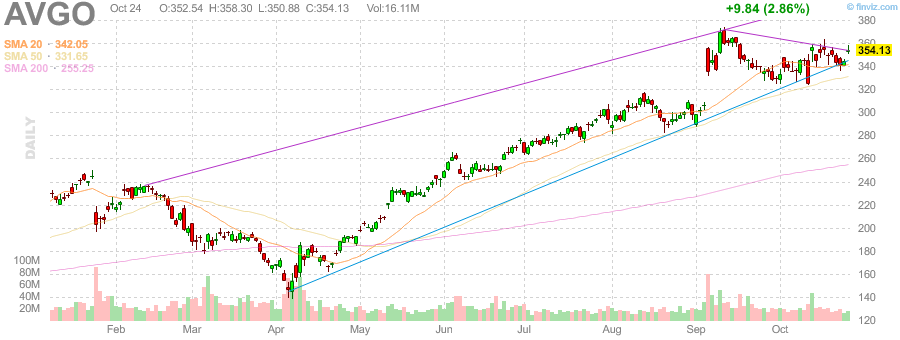 AVGO Oct 24 O:352.54 H:358.30 L:350.88 C:354.13 Vol:16.11M +9.84 (2.86%) © finviz.com
SMA 20 · 342.05
SMA 50 · 331.65
SMA 200 · 255.25
DAILY
380
360
354.13
340
320
300
280
260
240
220
200
180
160
140
120
100M
80M
60M
40M
20M
Feb Mar Apr May Jun Jul Aug Sep Oct